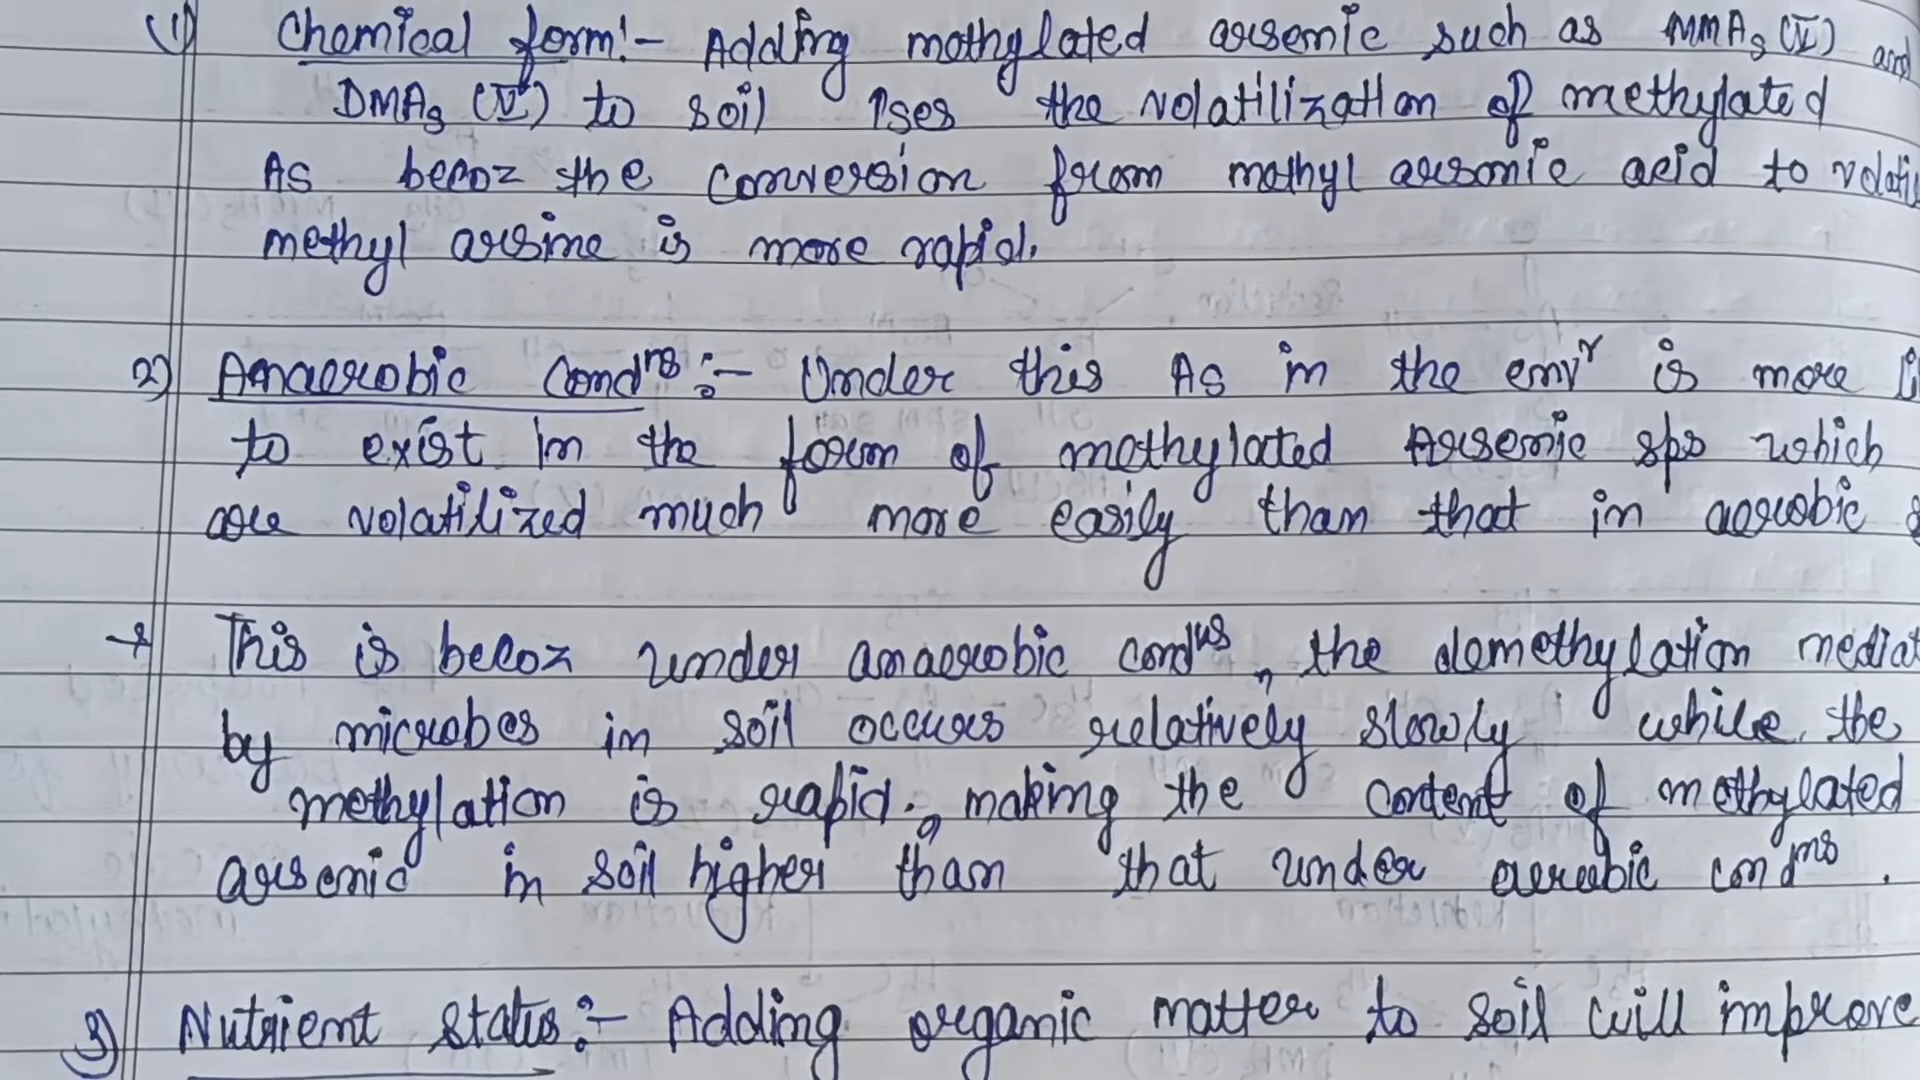 1) Chemical form:- Adding methylated arsenic such as MMAs (V) and
DMAs (V) to soil ↑ses the volatilization of methylated
As becoz the conversion from methyl arsonic acid to
methyl arsine is more rapid.
2) Anaerobic Condns :- Under this As in the envr is more
to exist in the form of methylated Arsenic sps which
are volatilized much more easily than that in aerobic
→ This is becoz under anaerobic condns, the demethylation mediat
by microbes in soil occurs relatively slowly while the
methylation is rapid, making the content of methylated
arsenic in soil higher than that under aerobic condns.
3) Nutrient status:- Adding organic matter to soil will improve